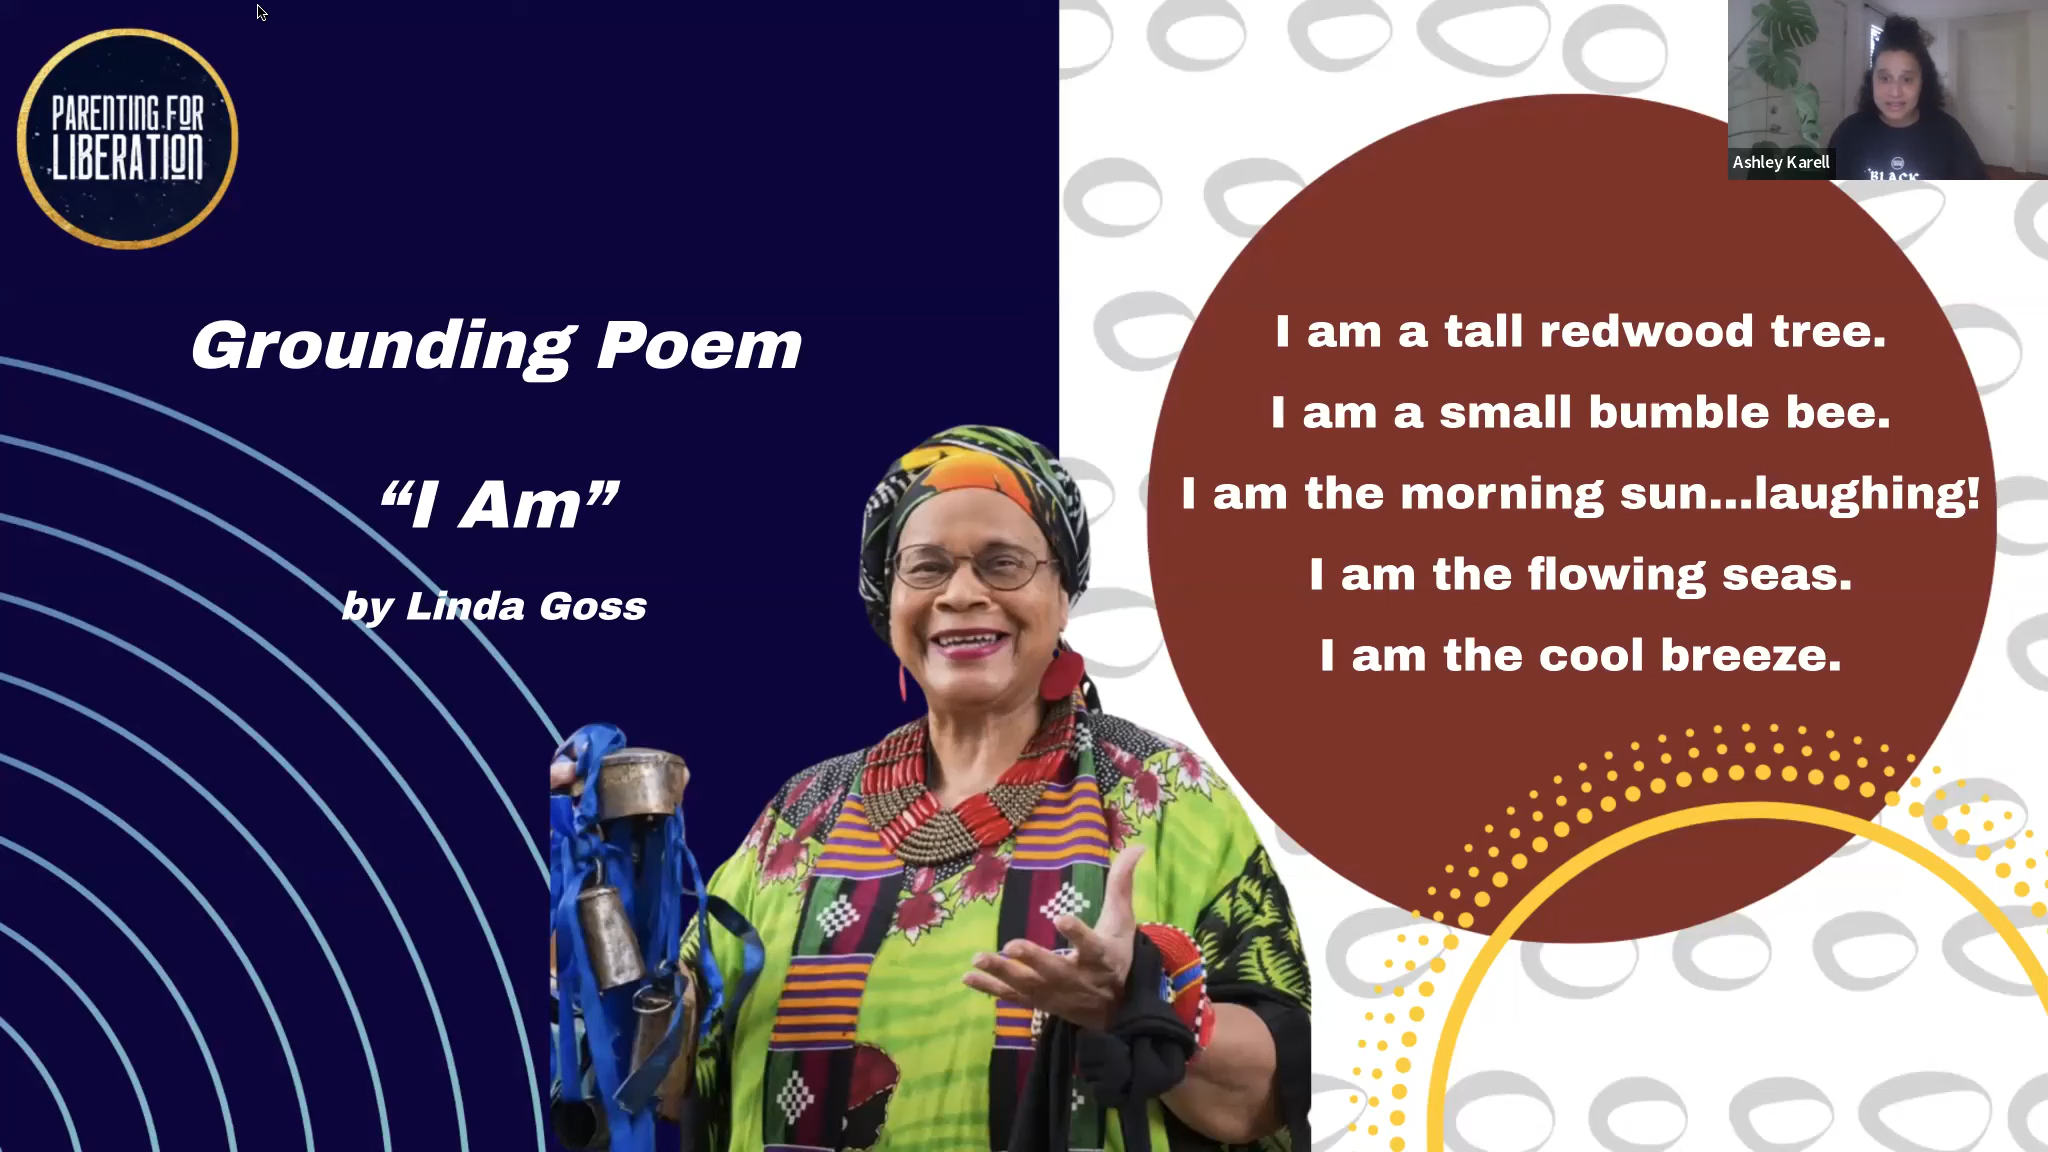 PARENTING FOR
LIBERATION
Grounding Poem
“I Am”
by Linda Goss
I am a tall redwood tree.
I am a small bumble bee.
I am the morning sun...laughing!
I am the flowing seas.
I am the cool breeze.
Ashley Karell
BLACK